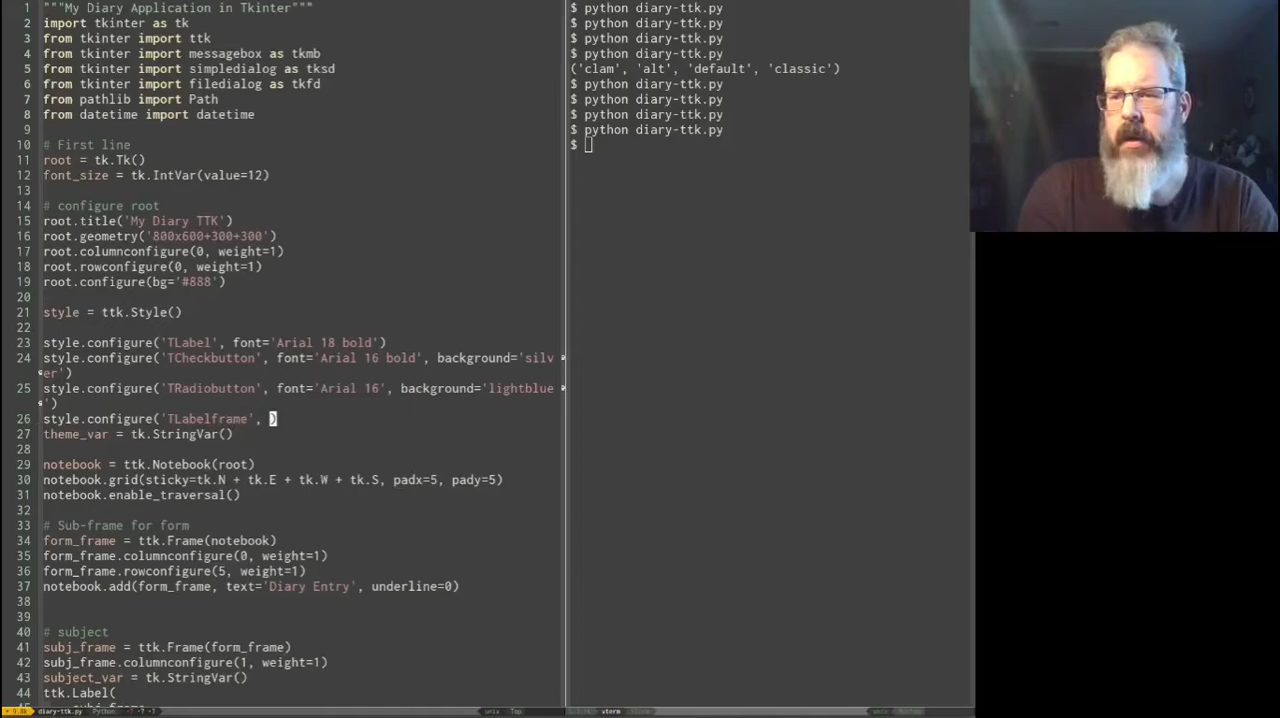 1 """My Diary Application in Tkinter"""
2 import tkinter as tk
3 from tkinter import ttk
4 from tkinter import messagebox as tkmb
5 from tkinter import simpledialog as tksd
6 from tkinter import filedialog as tkfd
7 from pathlib import Path
8 from datetime import datetime
9
10 # First line
11 root = tk.Tk()
12 font_size = tk.IntVar(value=12)
13
14 # configure root
15 root.title('My Diary TTK')
16 root.geometry('800x600+300+300')
17 root.columnconfigure(0, weight=1)
18 root.rowconfigure(0, weight=1)
19 root.configure(bg='#888')
20
21 style = ttk.Style()
22
23 style.configure('TLabel', font='Arial 18 bold')
24 style.configure('TCheckbutton', font='Arial 16 bold', background='silv
er')
25 style.configure('TRadiobutton', font='Arial 16', background='lightblue
')
26 style.configure('TLabelframe', )
27 theme_var = tk.StringVar()
28
29 notebook = ttk.Notebook(root)
30 notebook.grid(sticky=tk.N + tk.E + tk.W + tk.S, padx=5, pady=5)
31 notebook.enable_traversal()
32
33 # Sub-frame for form
34 form_frame = ttk.Frame(notebook)
35 form_frame.columnconfigure(0, weight=1)
36 form_frame.rowconfigure(5, weight=1)
37 notebook.add(form_frame, text='Diary Entry', underline=0)
38
39
40 # subject
41 subj_frame = ttk.Frame(form_frame)
42 subj_frame.columnconfigure(1, weight=1)
43 subject_var = tk.StringVar()
44 ttk.Label(
diary-ttk.py Python unix Top
$ python diary-ttk.py
$ python diary-ttk.py
$ python diary-ttk.py
$ python diary-ttk.py
('clam', 'alt', 'default', 'classic')
$ python diary-ttk.py
$ python diary-ttk.py
$ python diary-ttk.py
$ python diary-ttk.py
$
vterm